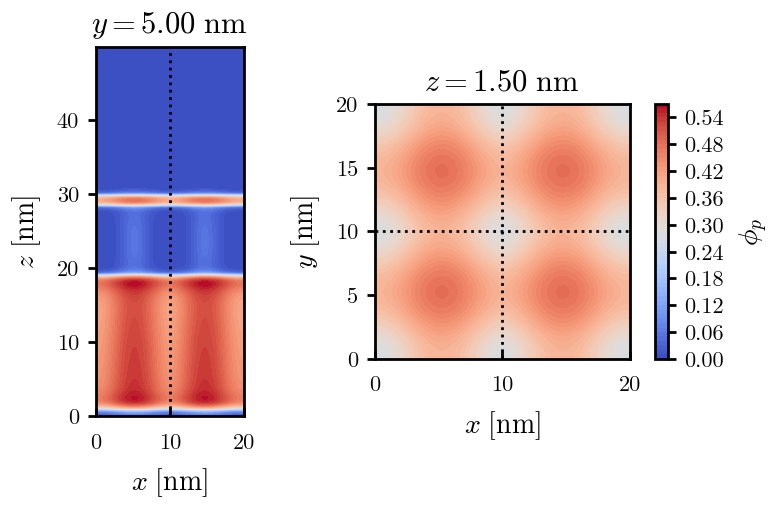 y = 5.00 nm
40
30
20
10
0
z [nm]
0 10 20
x [nm]
z = 1.50 nm
20
15
10
5
0
y [nm]
0 10 20
x [nm]
0.54
0.48
0.42
0.36
0.30
0.24
0.18
0.12
0.06
0.00
ϕp